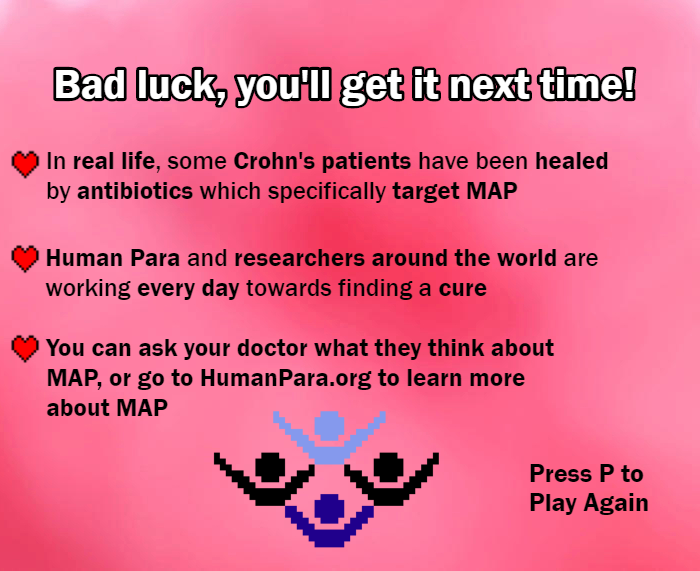 Bad luck, you'll get it next time!
In real life, some Crohn's patients have been healed
by antibiotics which specifically target MAP
Human Para and researchers around the world are
working every day towards finding a cure
You can ask your doctor what they think about
MAP, or go to HumanPara.org to learn more
about MAP
Press P to
Play Again